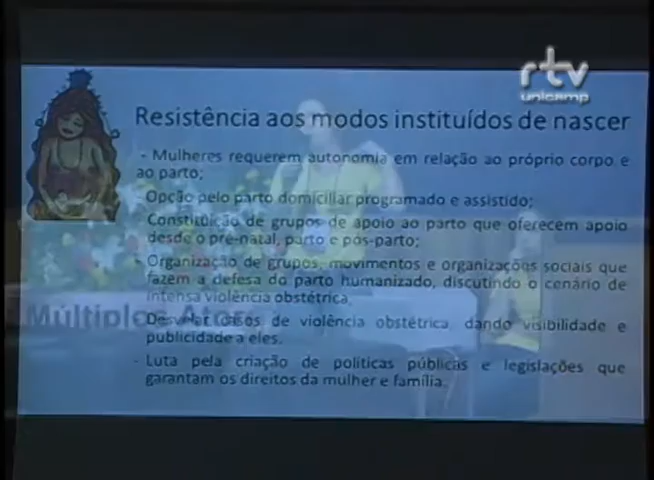 rtv
unicamp
Resistência aos modos instituídos de nascer
- Mulheres requerem autonomia em relação ao próprio corpo e
ao parto;
Opção pelo parto domiciliar programado e assistido;
Constituição de grupos de apoio ao parto que oferecem apoio
desde o pré-natal, parto e pós-parto;
- Organização de grupos, movimentos e organizações sociais que
fazem a defesa do parto humanizado, discutindo o cenário de
intensa violência obstétrica,
Múltiplos
Desvelar casos de violência obstétrica, dando visibilidade e
publicidade a eles.
- Luta pela criação de políticas públicas e legislações que
garantam os direitos da mulher e família.